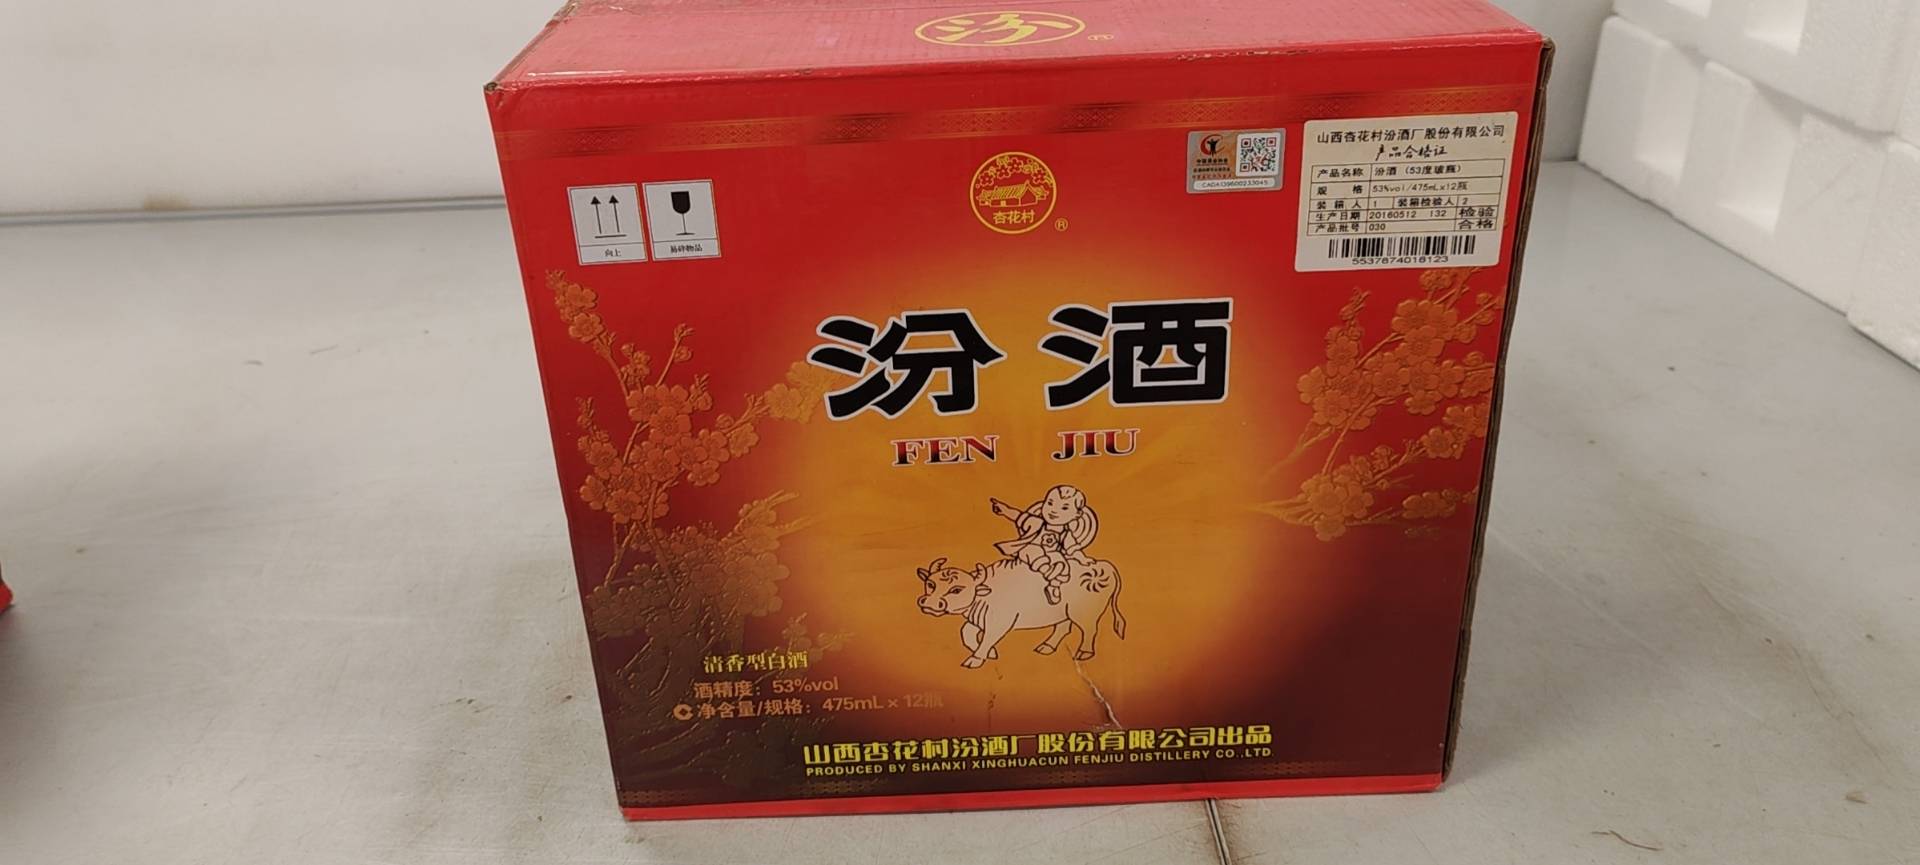 汾
®
山西杏花村汾酒厂股份有限公司
产品合格证
产品名称 汾酒（53度玻瓶）
规 格 53%vol/475mL×12瓶
装箱人 1 装箱检验人 2
生产日期 20160512 132 检验
产品批号 030 合格
5537874018123
CADA139600233045
杏花村
®
向上
易碎物品
汾酒
FEN JIU
清香型白酒
酒精度：53%vol
净含量/规格：475mL×12瓶
山西杏花村汾酒厂股份有限公司出品
PRODUCED BY SHANXI XINGHUACUN FENJIU DISTILLERY CO.,LTD.